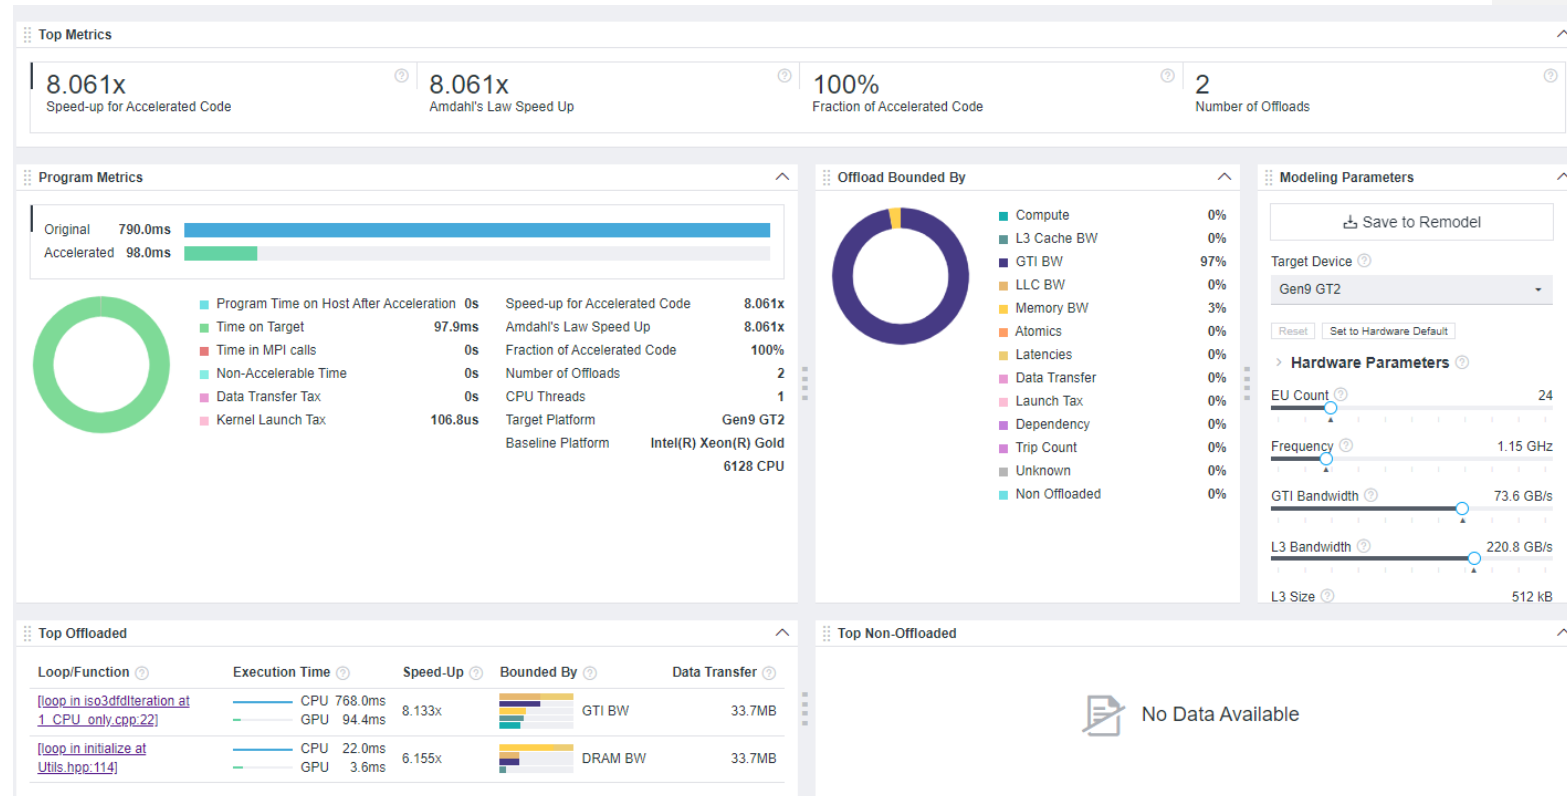 Top Metrics
8.061x
Speed-up for Accelerated Code
8.061x
Amdahl's Law Speed Up
100%
Fraction of Accelerated Code
2
Number of Offloads
Program Metrics
Original 790.0ms
Accelerated 98.0ms
Program Time on Host After Acceleration 0s
Time on Target 97.9ms
Time in MPI calls 0s
Non-Accelerable Time 0s
Data Transfer Tax 0s
Kernel Launch Tax 106.8us
Speed-up for Accelerated Code 8.061x
Amdahl's Law Speed Up 8.061x
Fraction of Accelerated Code 100%
Number of Offloads 2
CPU Threads 1
Target Platform Gen9 GT2
Baseline Platform Intel(R) Xeon(R) Gold
6128 CPU
Offload Bounded By
Compute 0%
L3 Cache BW 0%
GTI BW 97%
LLC BW 0%
Memory BW 3%
Atomics 0%
Latencies 0%
Data Transfer 0%
Launch Tax 0%
Dependency 0%
Trip Count 0%
Unknown 0%
Non Offloaded 0%
Modeling Parameters
Save to Remodel
Target Device
Gen9 GT2
Reset Set to Hardware Default
Hardware Parameters
EU Count 24
Frequency 1.15 GHz
GTI Bandwidth 73.6 GB/s
L3 Bandwidth 220.8 GB/s
L3 Size 512 kB
Top Offloaded
Loop/Function Execution Time Speed-Up Bounded By Data Transfer
[loop in iso3dfdIteration at
1_CPU_only.cpp:22]
CPU 768.0ms
GPU 94.4ms
8.133x
GTI BW
33.7MB
[loop in initialize at
Utils.hpp:114]
CPU 22.0ms
GPU 3.6ms
6.155x
DRAM BW
33.7MB
Top Non-Offloaded
No Data Available